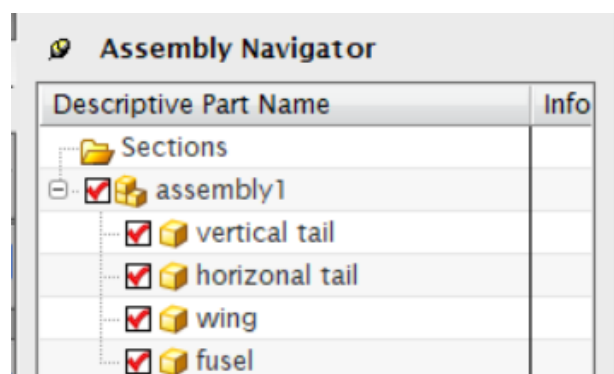 Assembly Navigator
Descriptive Part Name Info
Sections
assembly1
vertical tail
horizonal tail
wing
fusel